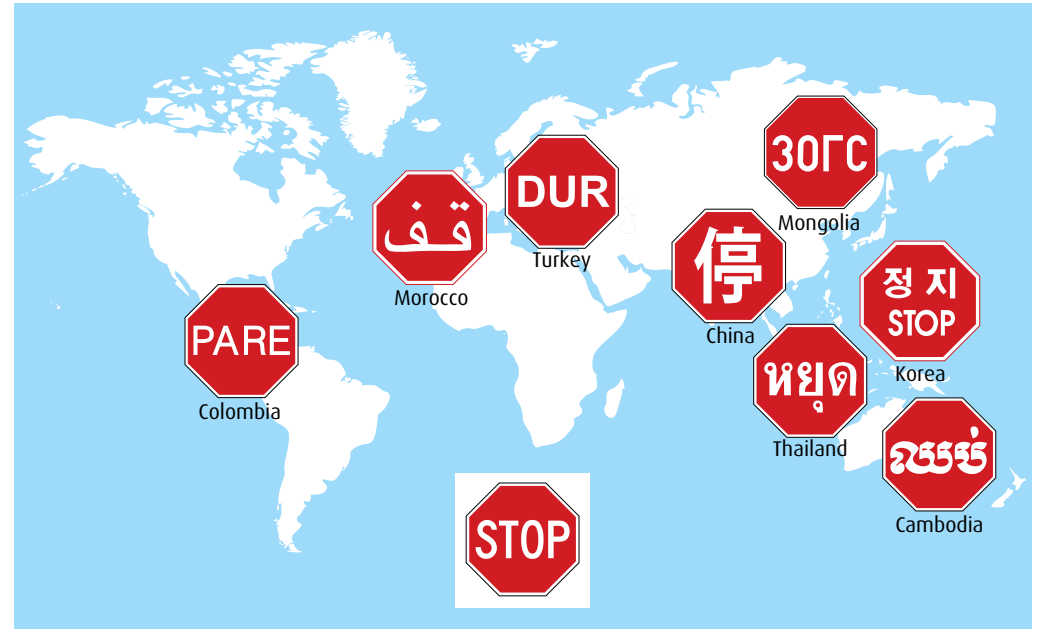 ЗОГС
Mongolia
DUR
Turkey
قف
Morocco
停
China
정지
STOP
Korea
PARE
Colombia
หยุด
Thailand
ឈប់
Cambodia
STOP